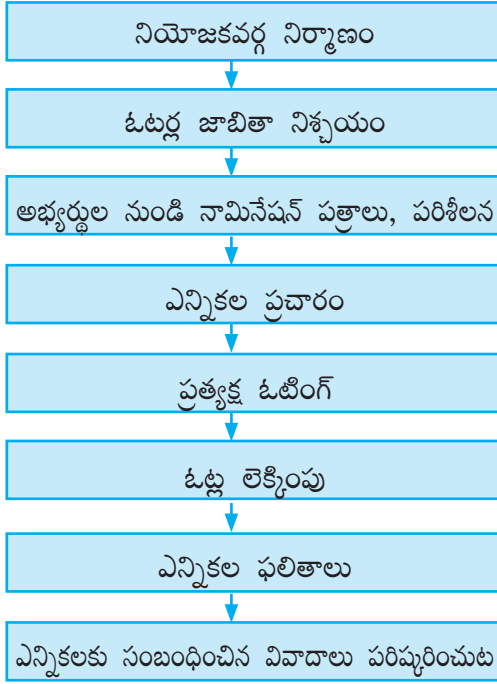 నియోజకవర్గ నిర్మాణం
ఓటర్ల జాబితా నిశ్చయం
అభ్యర్థుల నుండి నామినేషన్ పత్రాలు, పరిశీలన
ఎన్నికల ప్రచారం
ప్రత్యక్ష ఓటింగ్
ఓట్ల లెక్కింపు
ఎన్నికల ఫలితాలు
ఎన్నికలకు సంబంధించిన వివాదాలు పరిష్కరించుట